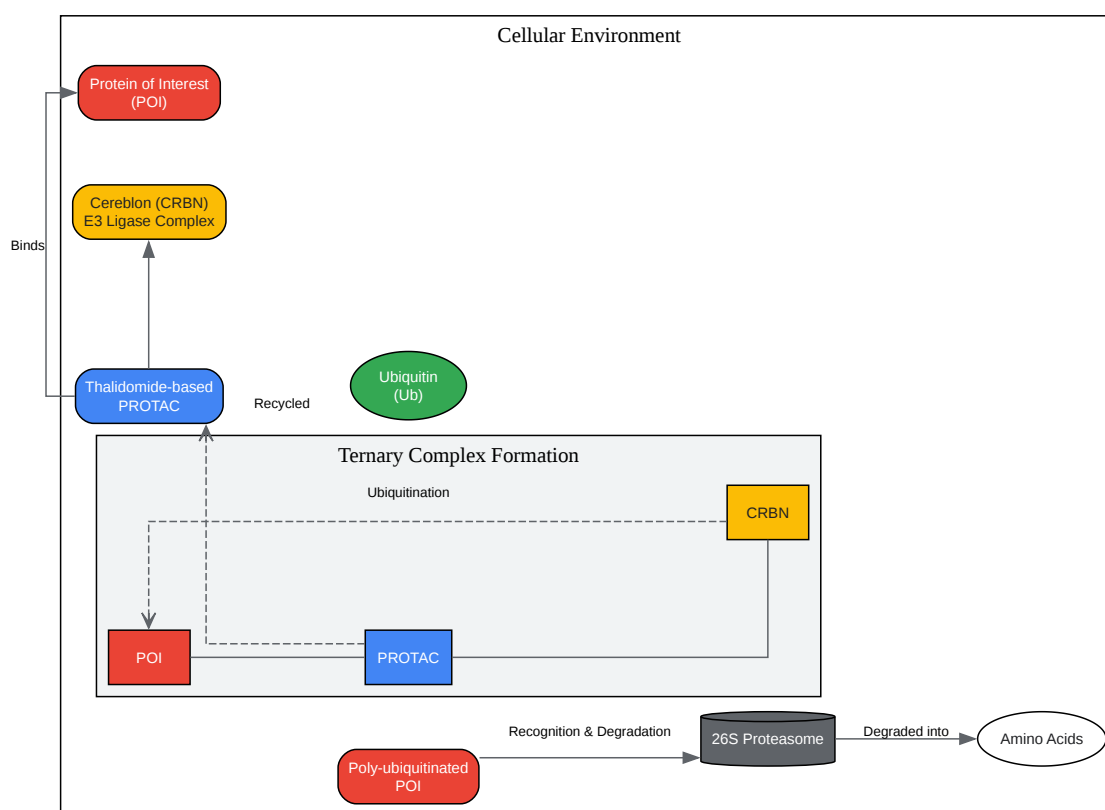 Cellular Environment
Protein of Interest
(POI)
Cereblon (CRBN)
E3 Ligase Complex
Binds
Thalidomide-based
PROTAC
Recycled
Ubiquitin
(Ub)
Ternary Complex Formation
Ubiquitination
CRBN
POI
PROTAC
Recognition & Degradation
26S Proteasome
Degraded into
Amino Acids
Poly-ubiquitinated
POI